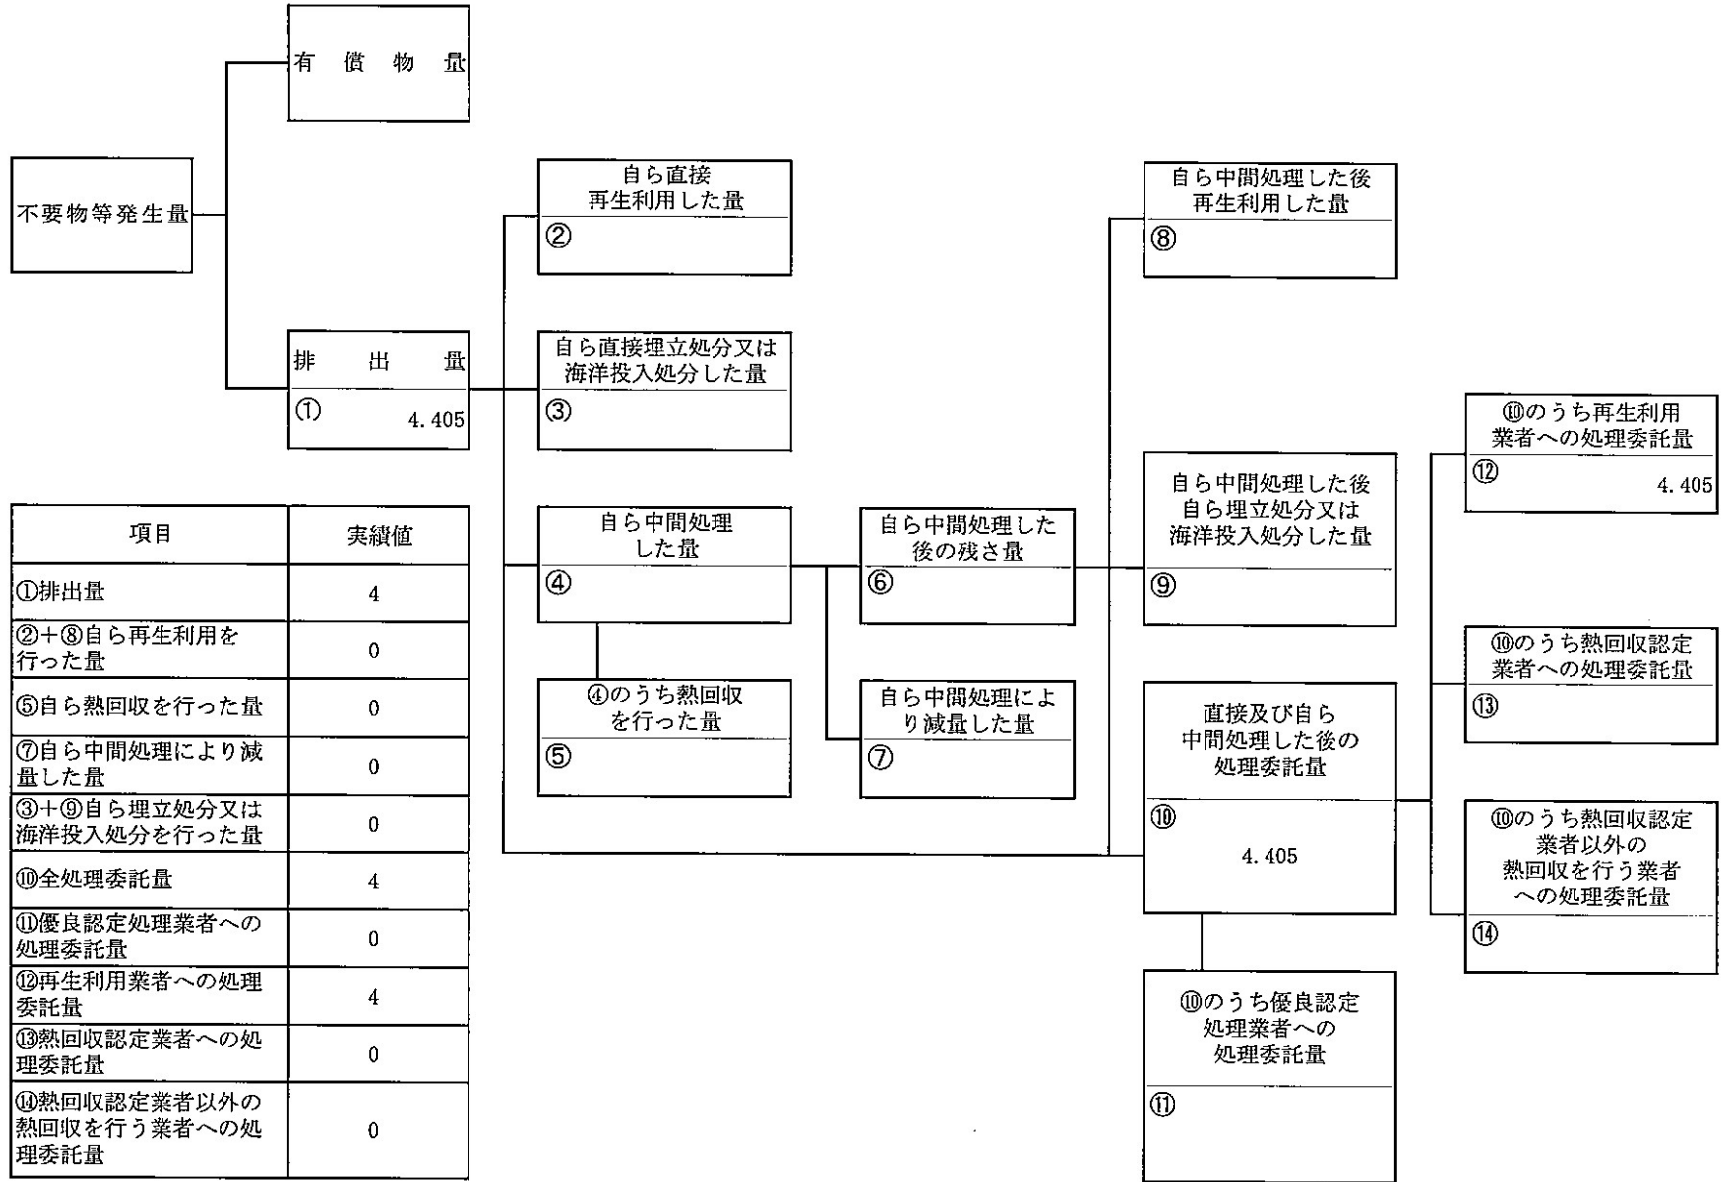 有償物量
不要物等発生量
排出量
①
4.405
自ら直接
再生利用した量
②
自ら直接埋立処分又は
海洋投入処分した量
③
自ら中間処理
した量
④
④のうち熱回収
を行った量
⑤
自ら中間処理した
後の残さ量
⑥
自ら中間処理によ
り減量した量
⑦
自ら中間処理した後
再生利用した量
⑧
自ら中間処理した後
自ら埋立処分又は
海洋投入処分した量
⑨
直接及び自ら
中間処理した後の
処理委託量
⑩
4.405
⑩のうち優良認定
処理業者への
処理委託量
⑪
⑩のうち再生利用
業者への処理委託量
⑫
4.405
⑩のうち熱回収認定
業者への処理委託量
⑬
⑩のうち熱回収認定
業者以外の
熱回収を行う業者
への処理委託量
⑭
項目 実績値
①排出量 4
②+⑧自ら再生利用を
行った量 0
⑤自ら熱回収を行った量 0
⑦自ら中間処理により減
量した量 0
③+⑨自ら埋立処分又は
海洋投入処分を行った量 0
⑩全処理委託量 4
⑪優良認定処理業者への
処理委託量 0
⑫再生利用業者への処理
委託量 4
⑬熱回収認定業者への処
理委託量 0
⑭熱回収認定業者以外の
熱回収を行う業者への処
理委託量 0